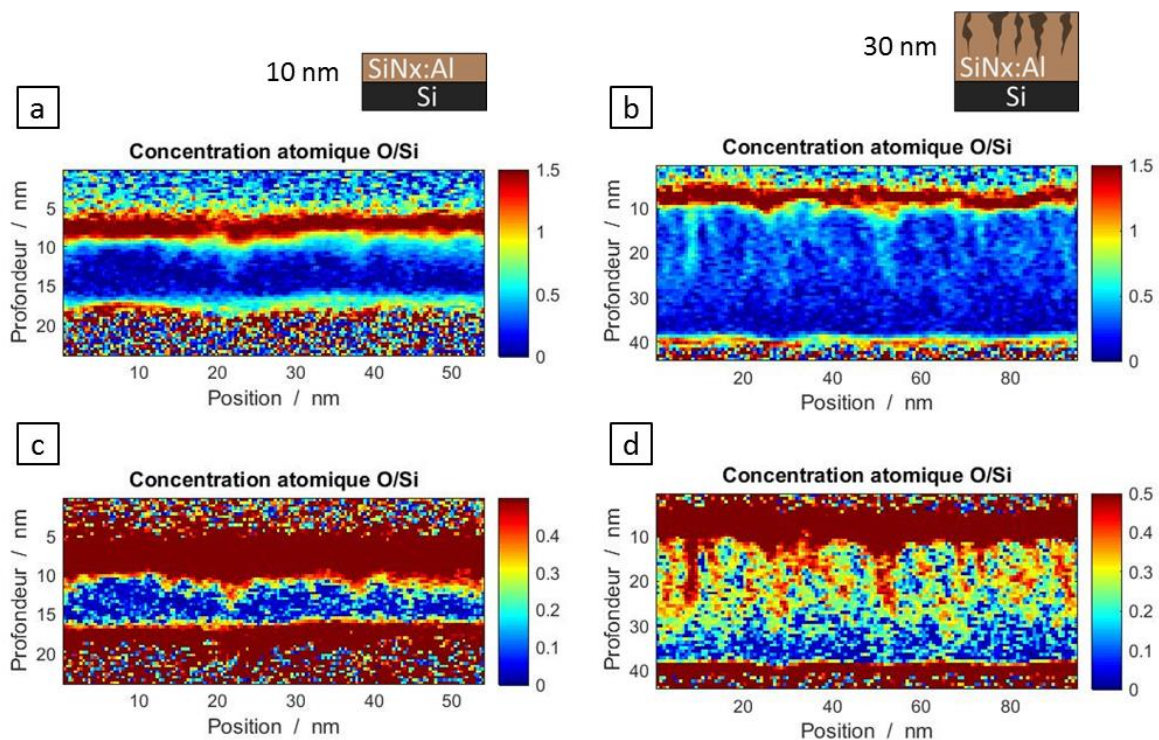 10 nm
SiNx:Al
Si
30 nm
SiNx:Al
Si
a
Concentration atomique O/Si
Profondeur / nm
5
10
15
20
10
20
30
40
50
Position / nm
1.5
1
0.5
0
b
Concentration atomique O/Si
Profondeur / nm
10
20
30
40
20
40
60
80
Position / nm
1.5
1
0.5
0
c
Concentration atomique O/Si
Profondeur / nm
5
10
15
20
10
20
30
40
50
Position / nm
0.4
0.3
0.2
0.1
0
d
Concentration atomique O/Si
Profondeur / nm
10
20
30
40
20
40
60
80
Position / nm
0.5
0.4
0.3
0.2
0.1
0